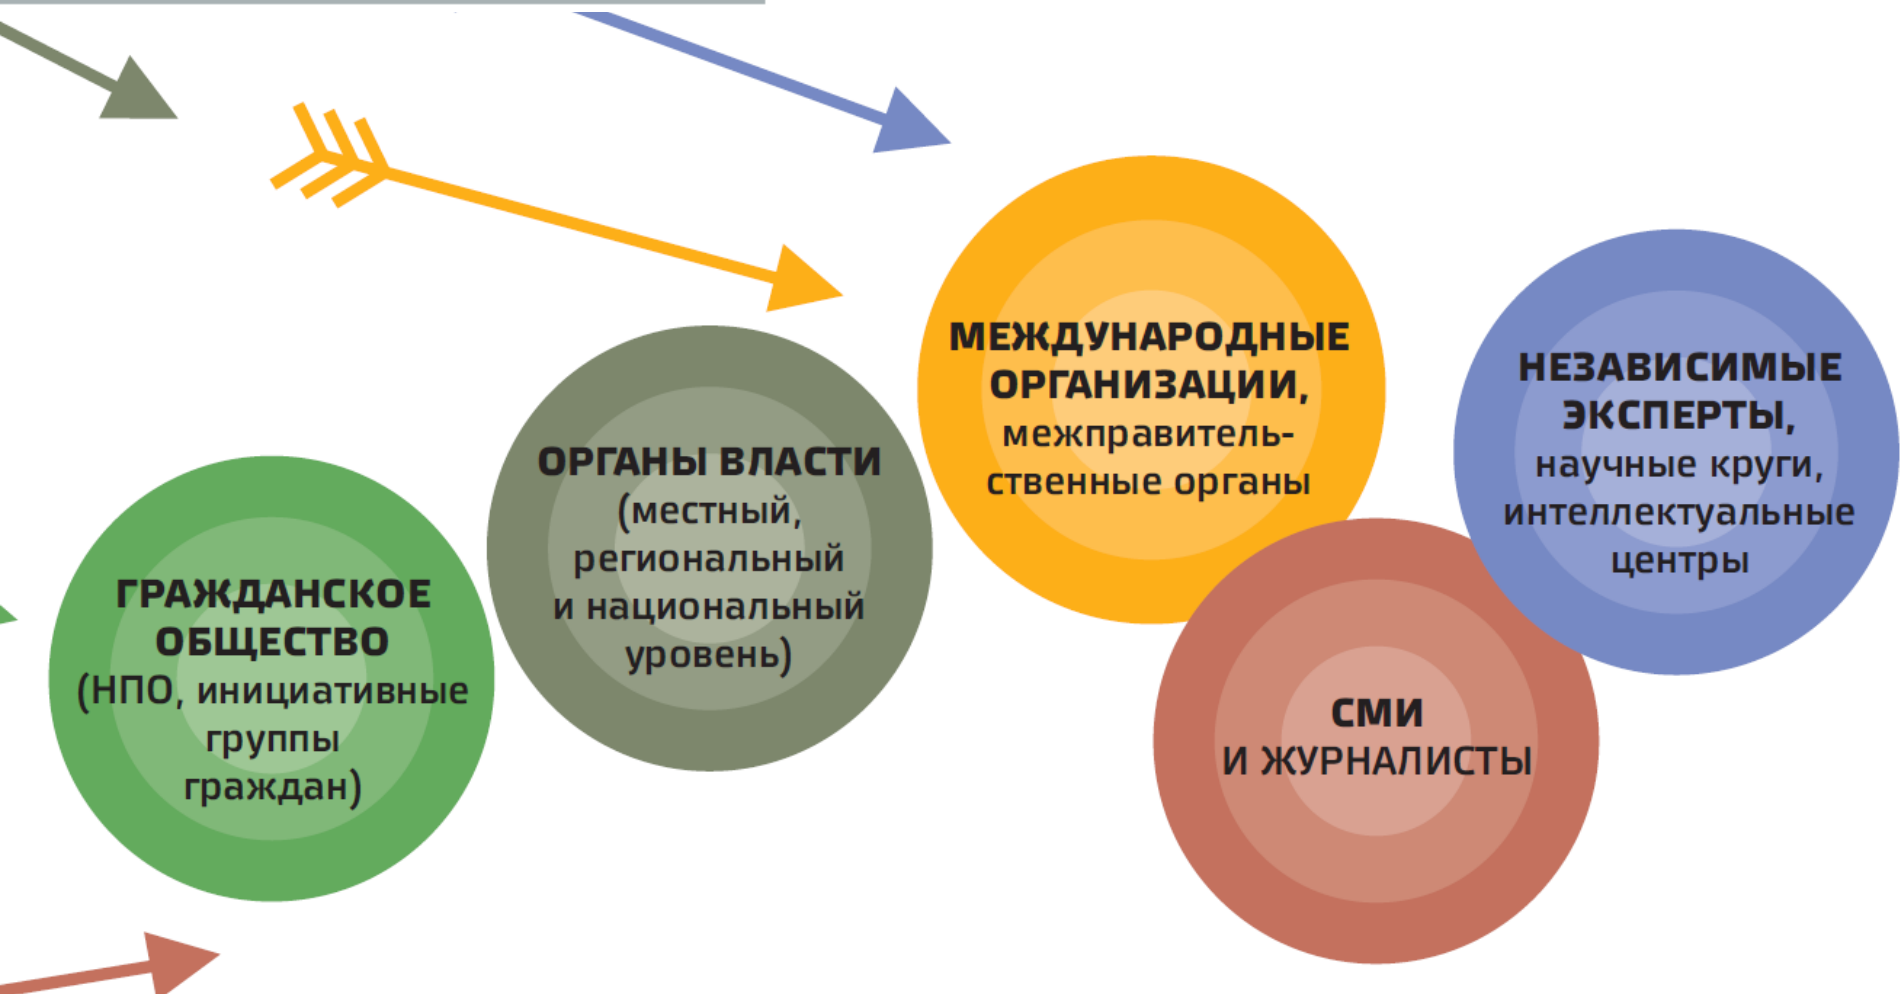 ГРАЖДАНСКОЕ
ОБЩЕСТВО
(НПО, инициативные
группы
граждан)
ОРГАНЫ ВЛАСТИ
(местный,
региональный
и национальный
уровень)
МЕЖДУНАРОДНЫЕ
ОРГАНИЗАЦИИ,
межправитель-
ственные органы
СМИ
И ЖУРНАЛИСТЫ
НЕЗАВИСИМЫЕ
ЭКСПЕРТЫ,
научные круги,
интеллектуальные
центры